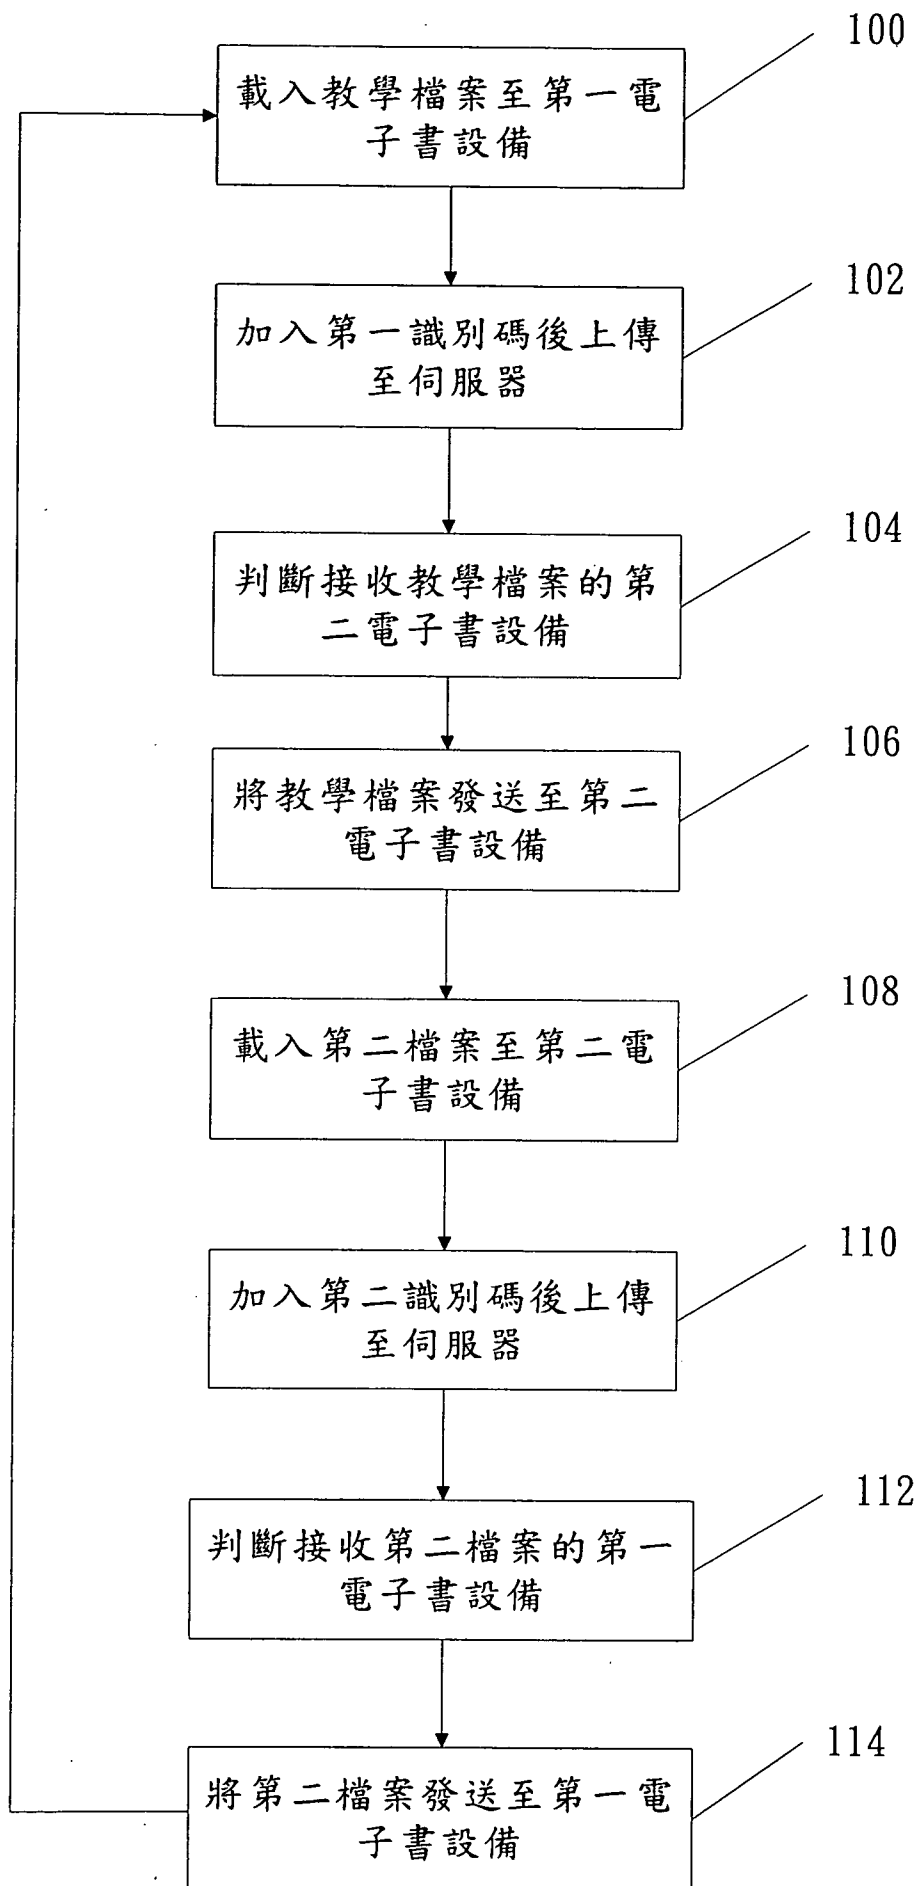 100
載入教學檔案至第一電
子書設備
102
加入第一識別碼後上傳
至伺服器
104
判斷接收教學檔案的第
二電子書設備
106
將教學檔案發送至第二
電子書設備
108
載入第二檔案至第二電
子書設備
110
加入第二識別碼後上傳
至伺服器
112
判斷接收第二檔案的第一
電子書設備
114
將第二檔案發送至第一電
子書設備